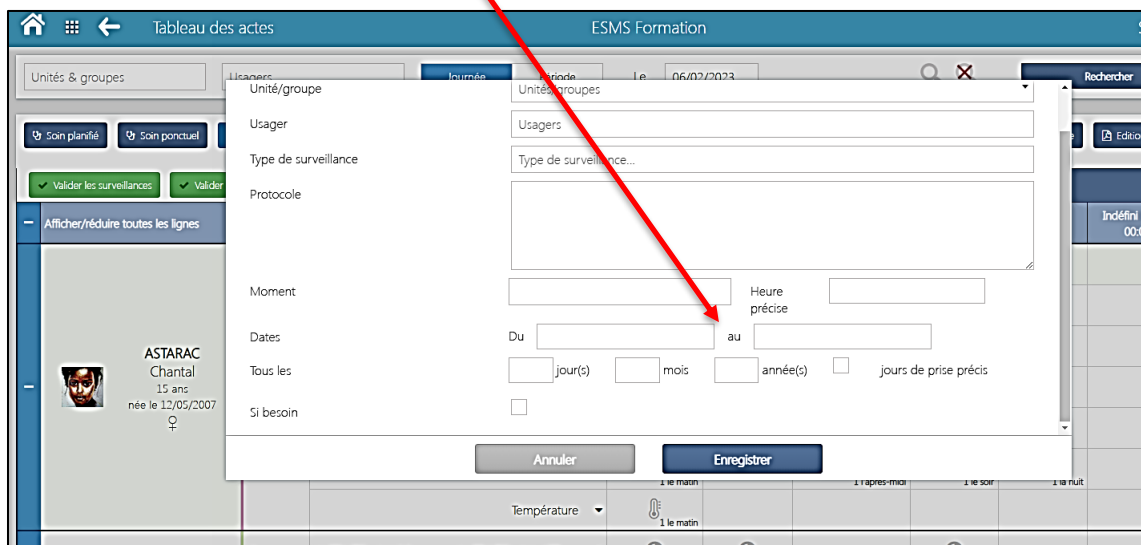 Tableau des actes ESMS Formation
Unités & groupes Usagers Journée Période Le 06/02/2023 Rechercher
Unité/groupe Unités/groupes
Usager Usagers
Soin planifié Soin ponctuel Editio
Type de surveillance Type de surveillance...
Valider les surveillances Valider
Protocole
Afficher/réduire toutes les lignes Indéfini
00:
Moment Heure
précise
Dates Du au
Tous les jour(s) mois année(s) jours de prise précis
Si besoin
ASTARAC
Chantal
15 ans
née le 12/05/2007
Annuler Enregistrer
1 le matin 1 l'après-midi 1 le soir 1 la nuit
Température
1 le matin